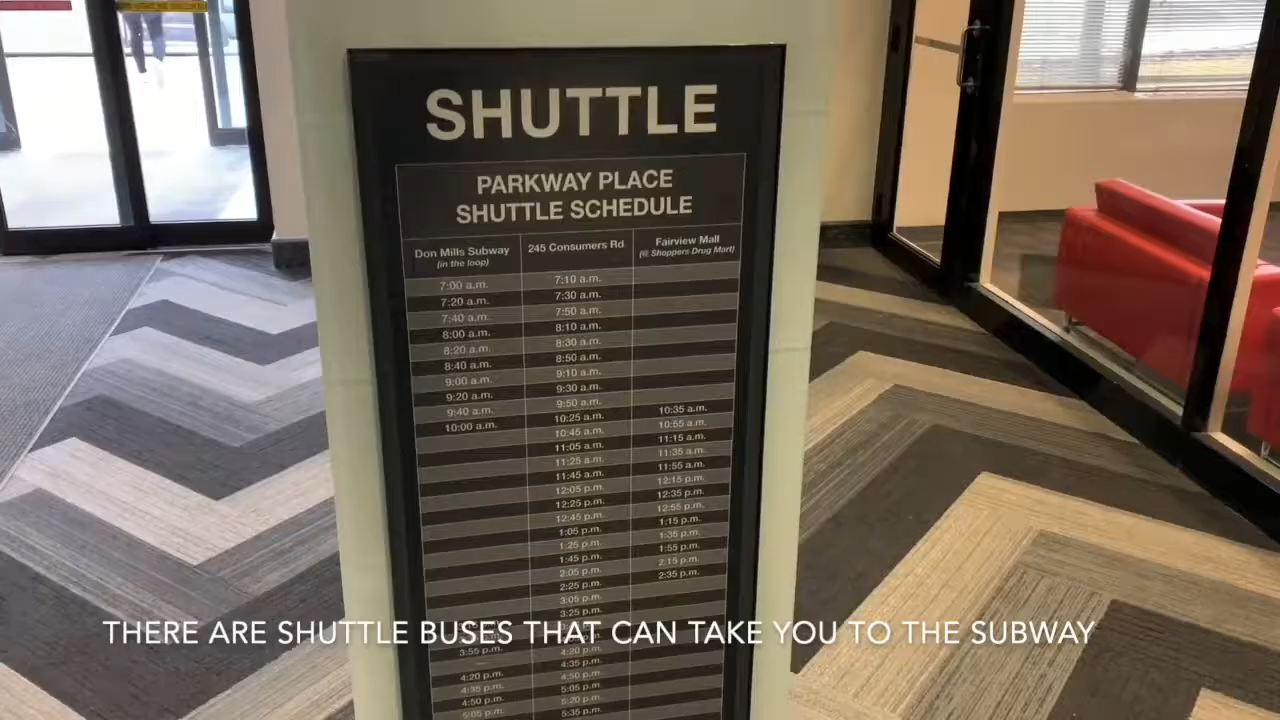 SHUTTLE
PARKWAY PLACE
SHUTTLE SCHEDULE
Don Mills Subway 245 Consumers Rd Fairview Mall
(in the loop) (@ Shoppers Drug Mart)
7:00 a.m. 7:10 a.m.
7:20 a.m. 7:30 a.m.
7:40 a.m. 7:50 a.m.
8:00 a.m. 8:10 a.m.
8:20 a.m. 8:30 a.m.
8:40 a.m. 8:50 a.m.
9:00 a.m. 9:10 a.m.
9:20 a.m. 9:30 a.m.
9:40 a.m. 9:50 a.m.
10:00 a.m. 10:25 a.m. 10:35 a.m.
10:45 a.m. 10:55 a.m.
11:05 a.m. 11:15 a.m.
11:25 a.m. 11:35 a.m.
11:45 a.m. 11:55 a.m.
12:05 p.m. 12:15 p.m.
12:25 p.m. 12:35 p.m.
12:45 p.m. 12:55 p.m.
1:05 p.m. 1:15 p.m.
1:25 p.m. 1:35 p.m.
1:45 p.m. 1:55 p.m.
2:05 p.m. 2:15 p.m.
2:25 p.m. 2:35 p.m.
3:05 p.m.
3:25 p.m.
THERE ARE SHUTTLE BUSES THAT CAN TAKE YOU TO THE SUBWAY
3:55 p.m. 4:20 p.m.
4:35 p.m.
4:20 p.m. 4:50 p.m.
4:35 p.m. 5:05 p.m.
4:50 p.m. 5:20 p.m.
5:05 p.m. 5:35 p.m.